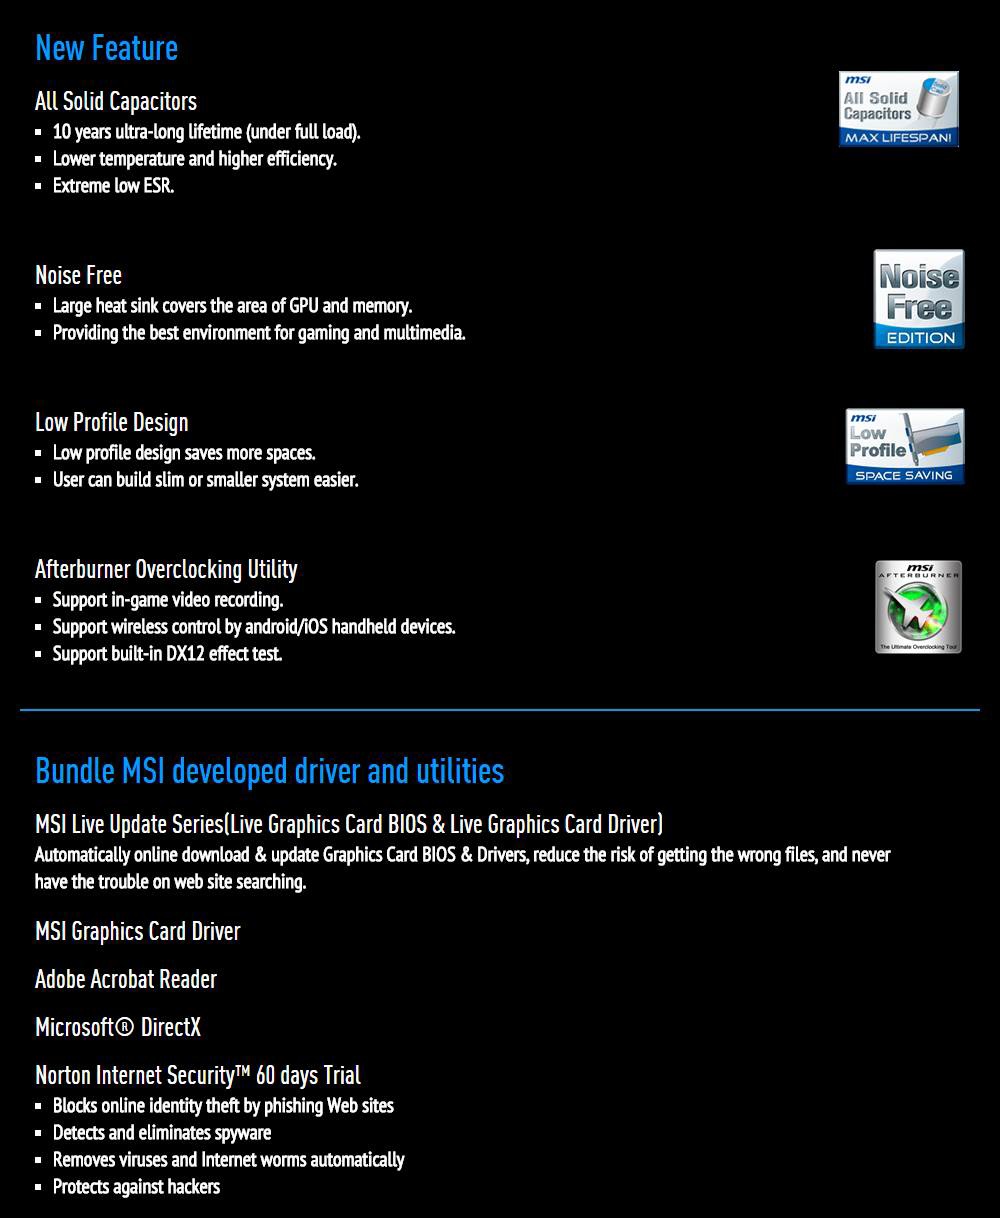 New Feature
All Solid Capacitors
▪ 10 years ultra-long lifetime (under full load).
▪ Lower temperature and higher efficiency.
▪ Extreme low ESR.
msi
All Solid
Capacitors
MAX LIFESPAN!
Noise Free
▪ Large heat sink covers the area of GPU and memory.
▪ Providing the best environment for gaming and multimedia.
Noise
Free
EDITION
Low Profile Design
▪ Low profile design saves more spaces.
▪ User can build slim or smaller system easier.
msi
Low
Profile
SPACE SAVING
Afterburner Overclocking Utility
▪ Support in-game video recording.
▪ Support wireless control by android/iOS handheld devices.
▪ Support built-in DX12 effect test.
msi
AFTERBURNER
The Ultimate Overclocking Tool
Bundle MSI developed driver and utilities
MSI Live Update Series(Live Graphics Card BIOS & Live Graphics Card Driver)
Automatically online download & update Graphics Card BIOS & Drivers, reduce the risk of getting the wrong files, and never
have the trouble on web site searching.
MSI Graphics Card Driver
Adobe Acrobat Reader
Microsoft® DirectX
Norton Internet Security™ 60 days Trial
▪ Blocks online identity theft by phishing Web sites
▪ Detects and eliminates spyware
▪ Removes viruses and Internet worms automatically
▪ Protects against hackers